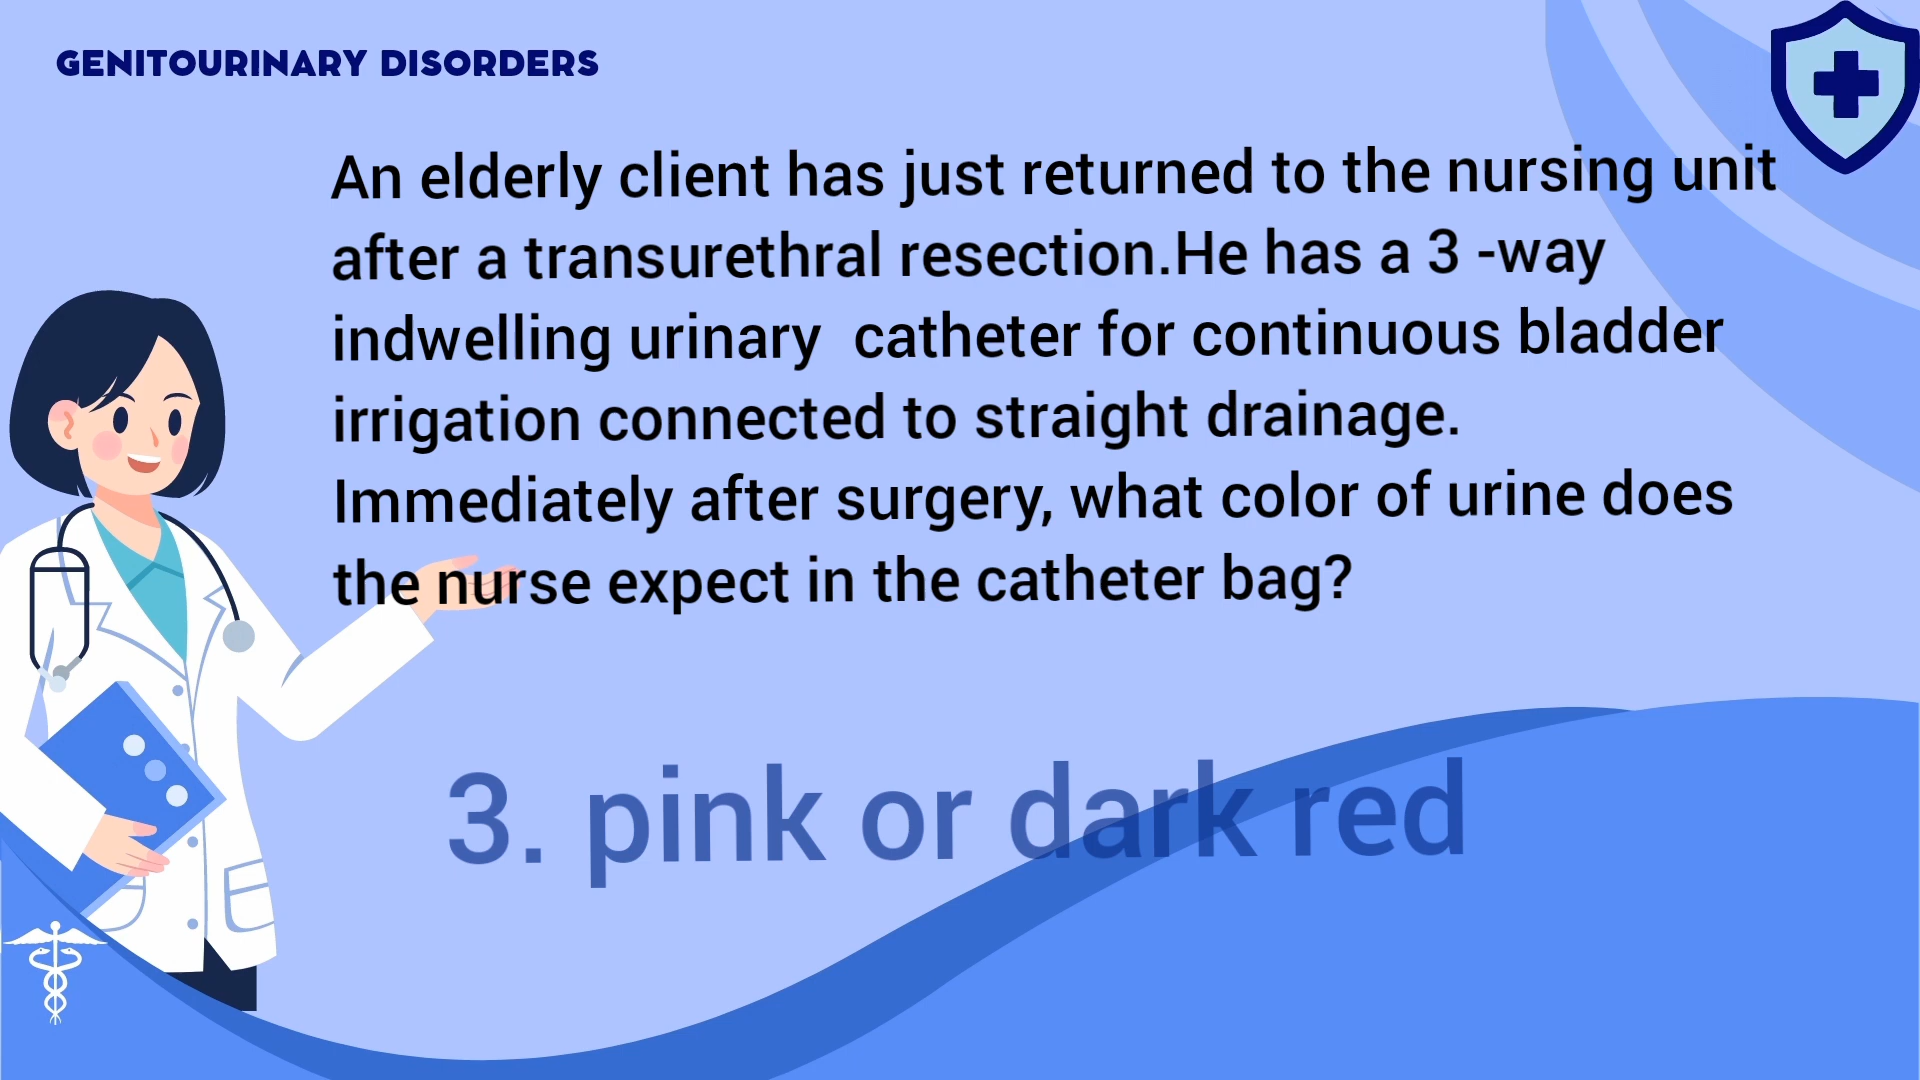 GENITOURINARY DISORDERS
An elderly client has just returned to the nursing unit
after a transurethral resection.He has a 3 -way
indwelling urinary  catheter for continuous bladder
irrigation connected to straight drainage.
Immediately after surgery, what color of urine does
the nurse expect in the catheter bag?
3. pink or dark red